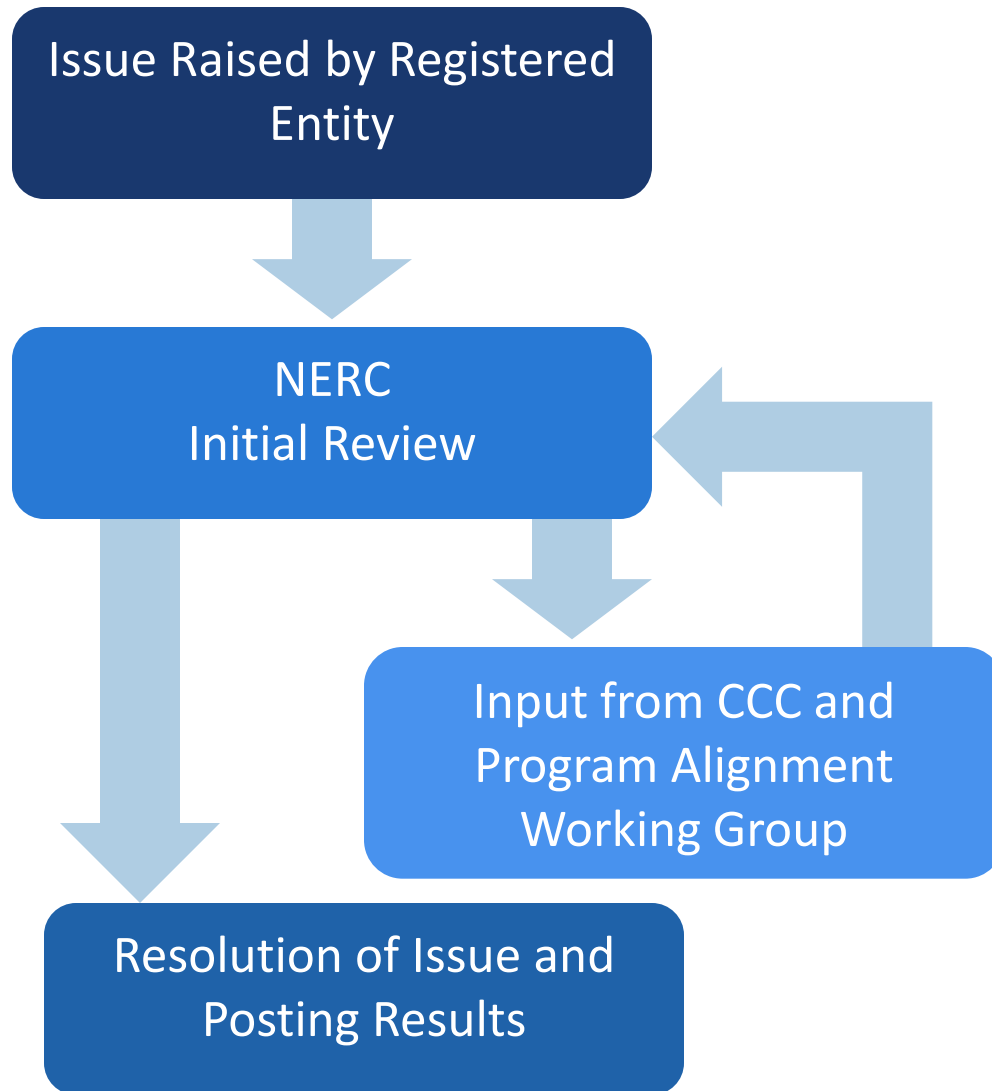 Issue Raised by Registered
Entity
NERC
Initial Review
Input from CCC and
Program Alignment
Working Group
Resolution of Issue and
Posting Results